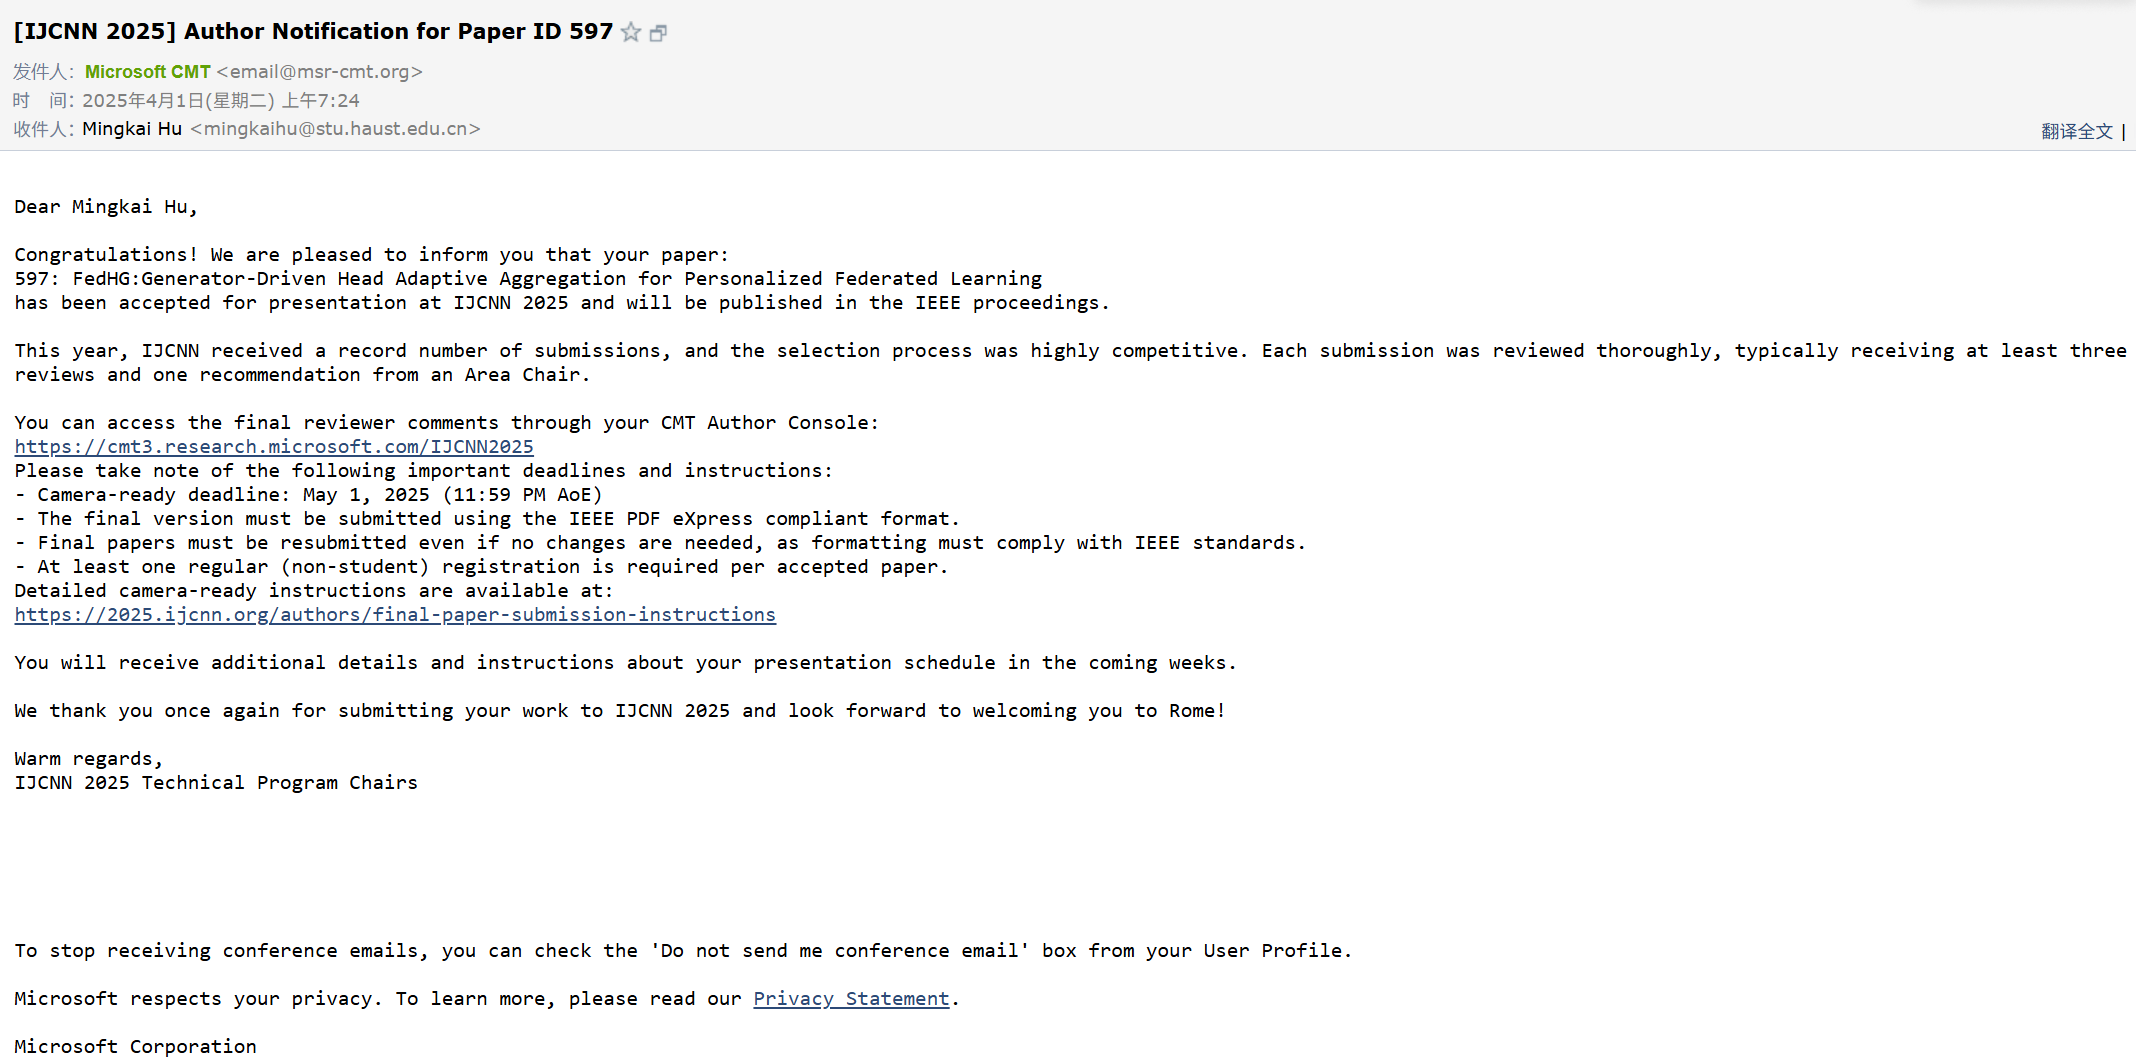 [IJCNN 2025] Author Notification for Paper ID 597
发件人： Microsoft CMT <email@msr-cmt.org>
时 间： 2025年4月1日(星期二) 上午7:24
收件人： Mingkai Hu <mingkaihu@stu.haust.edu.cn>
翻译全文 |
Dear Mingkai Hu,
Congratulations! We are pleased to inform you that your paper:
597: FedHG:Generator-Driven Head Adaptive Aggregation for Personalized Federated Learning
has been accepted for presentation at IJCNN 2025 and will be published in the IEEE proceedings.
This year, IJCNN received a record number of submissions, and the selection process was highly competitive. Each submission was reviewed thoroughly, typically receiving at least three
reviews and one recommendation from an Area Chair.
You can access the final reviewer comments through your CMT Author Console:
https://cmt3.research.microsoft.com/IJCNN2025
Please take note of the following important deadlines and instructions:
- Camera-ready deadline: May 1, 2025 (11:59 PM AoE)
- The final version must be submitted using the IEEE PDF eXpress compliant format.
- Final papers must be resubmitted even if no changes are needed, as formatting must comply with IEEE standards.
- At least one regular (non-student) registration is required per accepted paper.
Detailed camera-ready instructions are available at:
https://2025.ijcnn.org/authors/final-paper-submission-instructions
You will receive additional details and instructions about your presentation schedule in the coming weeks.
We thank you once again for submitting your work to IJCNN 2025 and look forward to welcoming you to Rome!
Warm regards,
IJCNN 2025 Technical Program Chairs
To stop receiving conference emails, you can check the 'Do not send me conference email' box from your User Profile.
Microsoft respects your privacy. To learn more, please read our Privacy Statement.
Microsoft Corporation